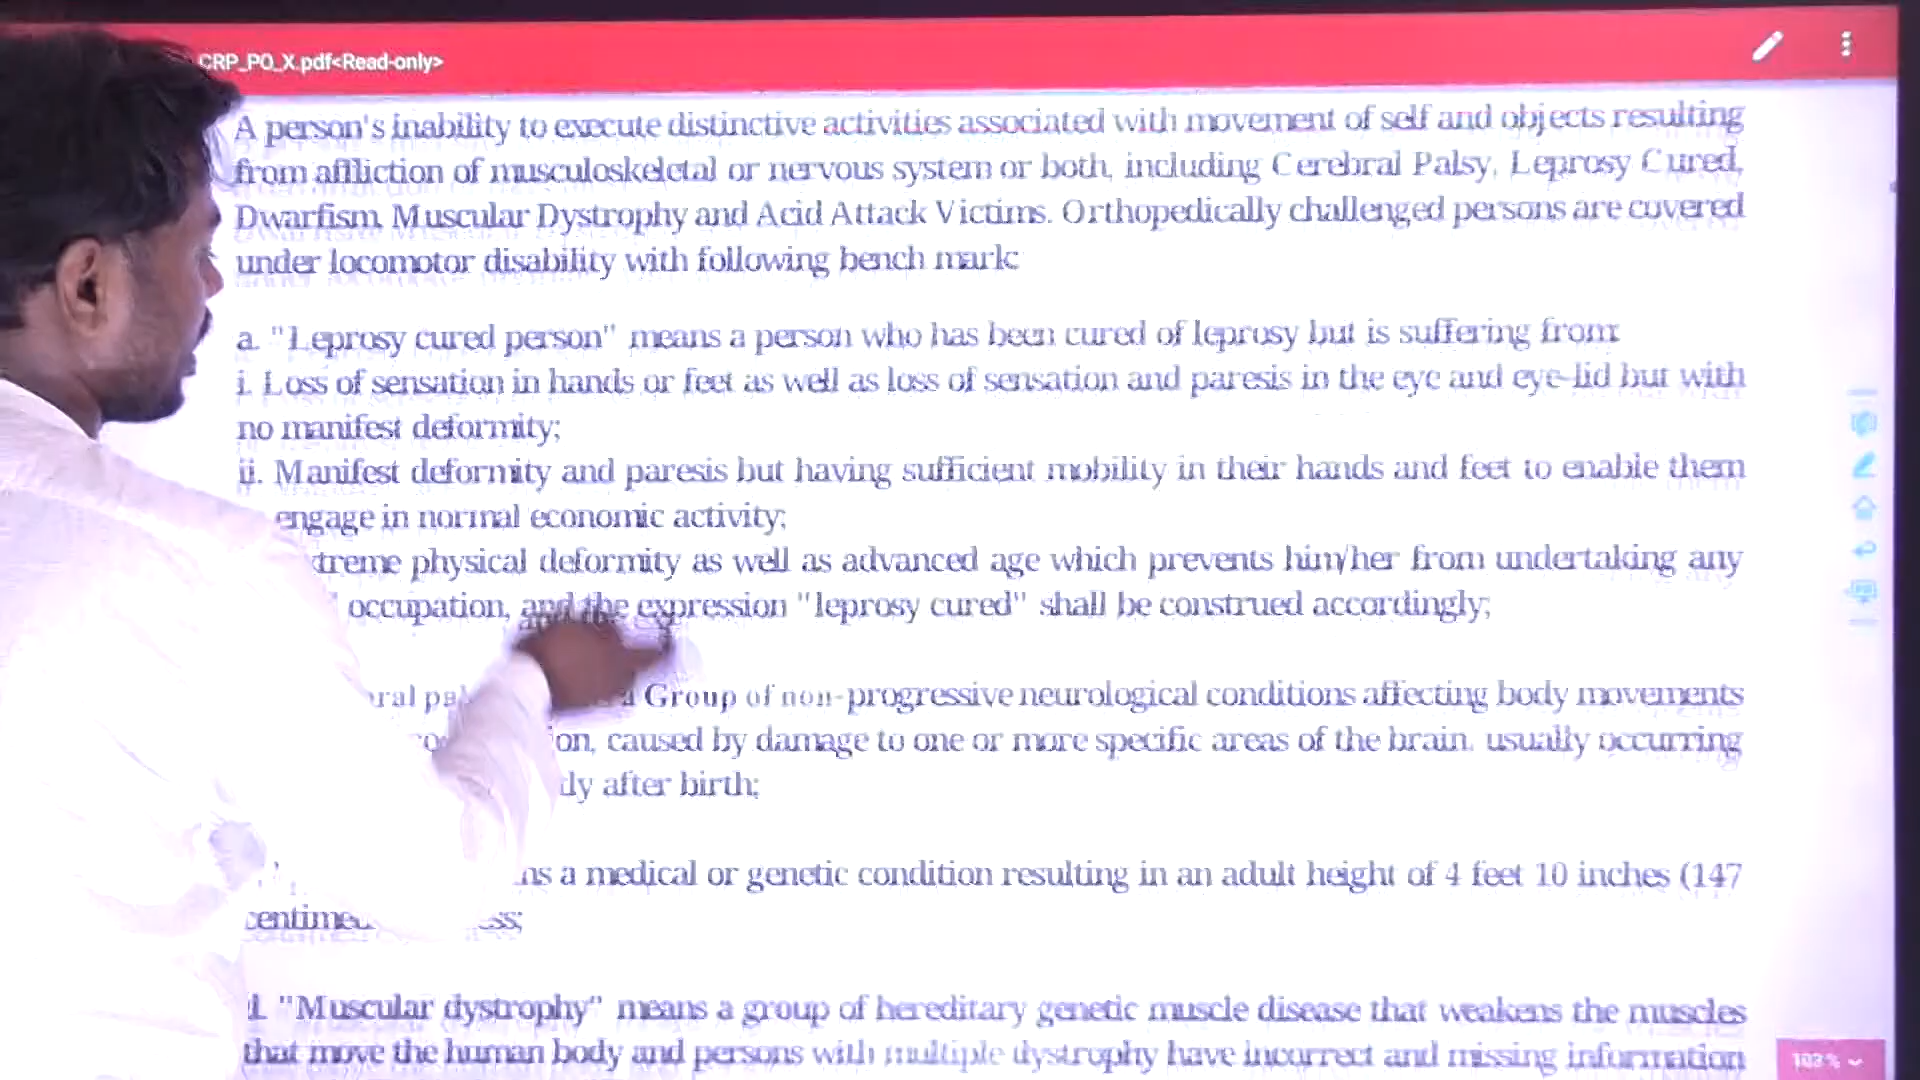 CRP_PO_X.pdf<Read-only>
A person's inability to execute distinctive activities associated with movement of self and objects resulting
from affliction of musculoskeletal or nervous system or both, including Cerebral Palsy, Leprosy Cured,
Dwarfism, Muscular Dystrophy and Acid Attack Victims. Orthopedically challenged persons are covered
under locomotor disability with following bench mark:
a. "Leprosy cured person" means a person who has been cured of leprosy but is suffering from:
i. Loss of sensation in hands or feet as well as loss of sensation and paresis in the eye and eye-lid but with
no manifest deformity;
ii. Manifest deformity and paresis but having sufficient mobility in their hands and feet to enable them
engage in normal economic activity;
treme physical deformity as well as advanced age which prevents him/her from undertaking any
occupation, and the expression "leprosy cured" shall be construed accordingly;
ral pal a Group of non-progressive neurological conditions affecting body movements
on, caused by damage to one or more specific areas of the brain, usually occurring
dly after birth;
ns a medical or genetic condition resulting in an adult height of 4 feet 10 inches (147
centime ss;
d. "Muscular dystrophy" means a group of hereditary genetic muscle disease that weakens the muscles
that move the human body and persons with multiple dystrophy have incorrect and missing information
103%